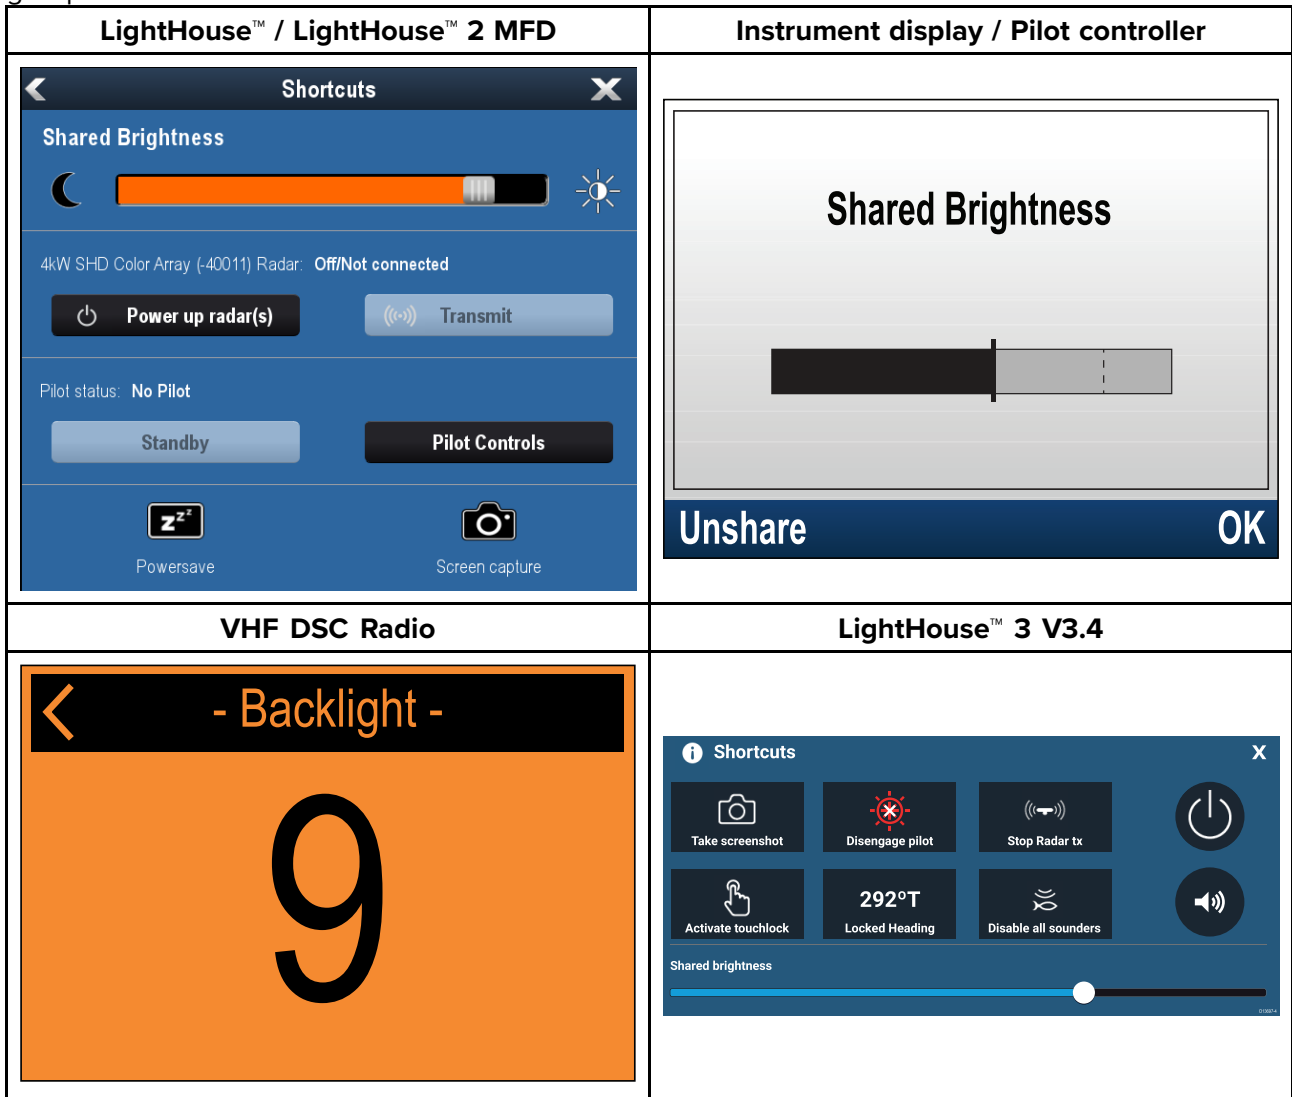 LightHouse™ / LightHouse™ 2 MFD
Instrument display / Pilot controller
Shortcuts
Shared Brightness
4kW SHD Color Array (-40011) Radar: Off/Not connected
Power up radar(s)
Transmit
Pilot status: No Pilot
Standby
Pilot Controls
zzz
Powersave
Screen capture
Shared Brightness
Unshare
OK
VHF DSC Radio
LightHouse™ 3 V3.4
- Backlight -
9
Shortcuts
X
Take screenshot
Disengage pilot
Stop Radar tx
Activate touchlock
292°T
Locked Heading
Disable all sounders
Shared brightness